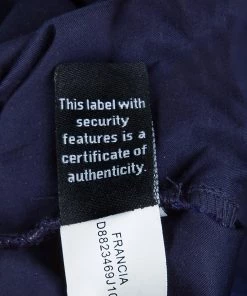 This label with
security
features is a
certificate of
authenticity.
FRANCIA